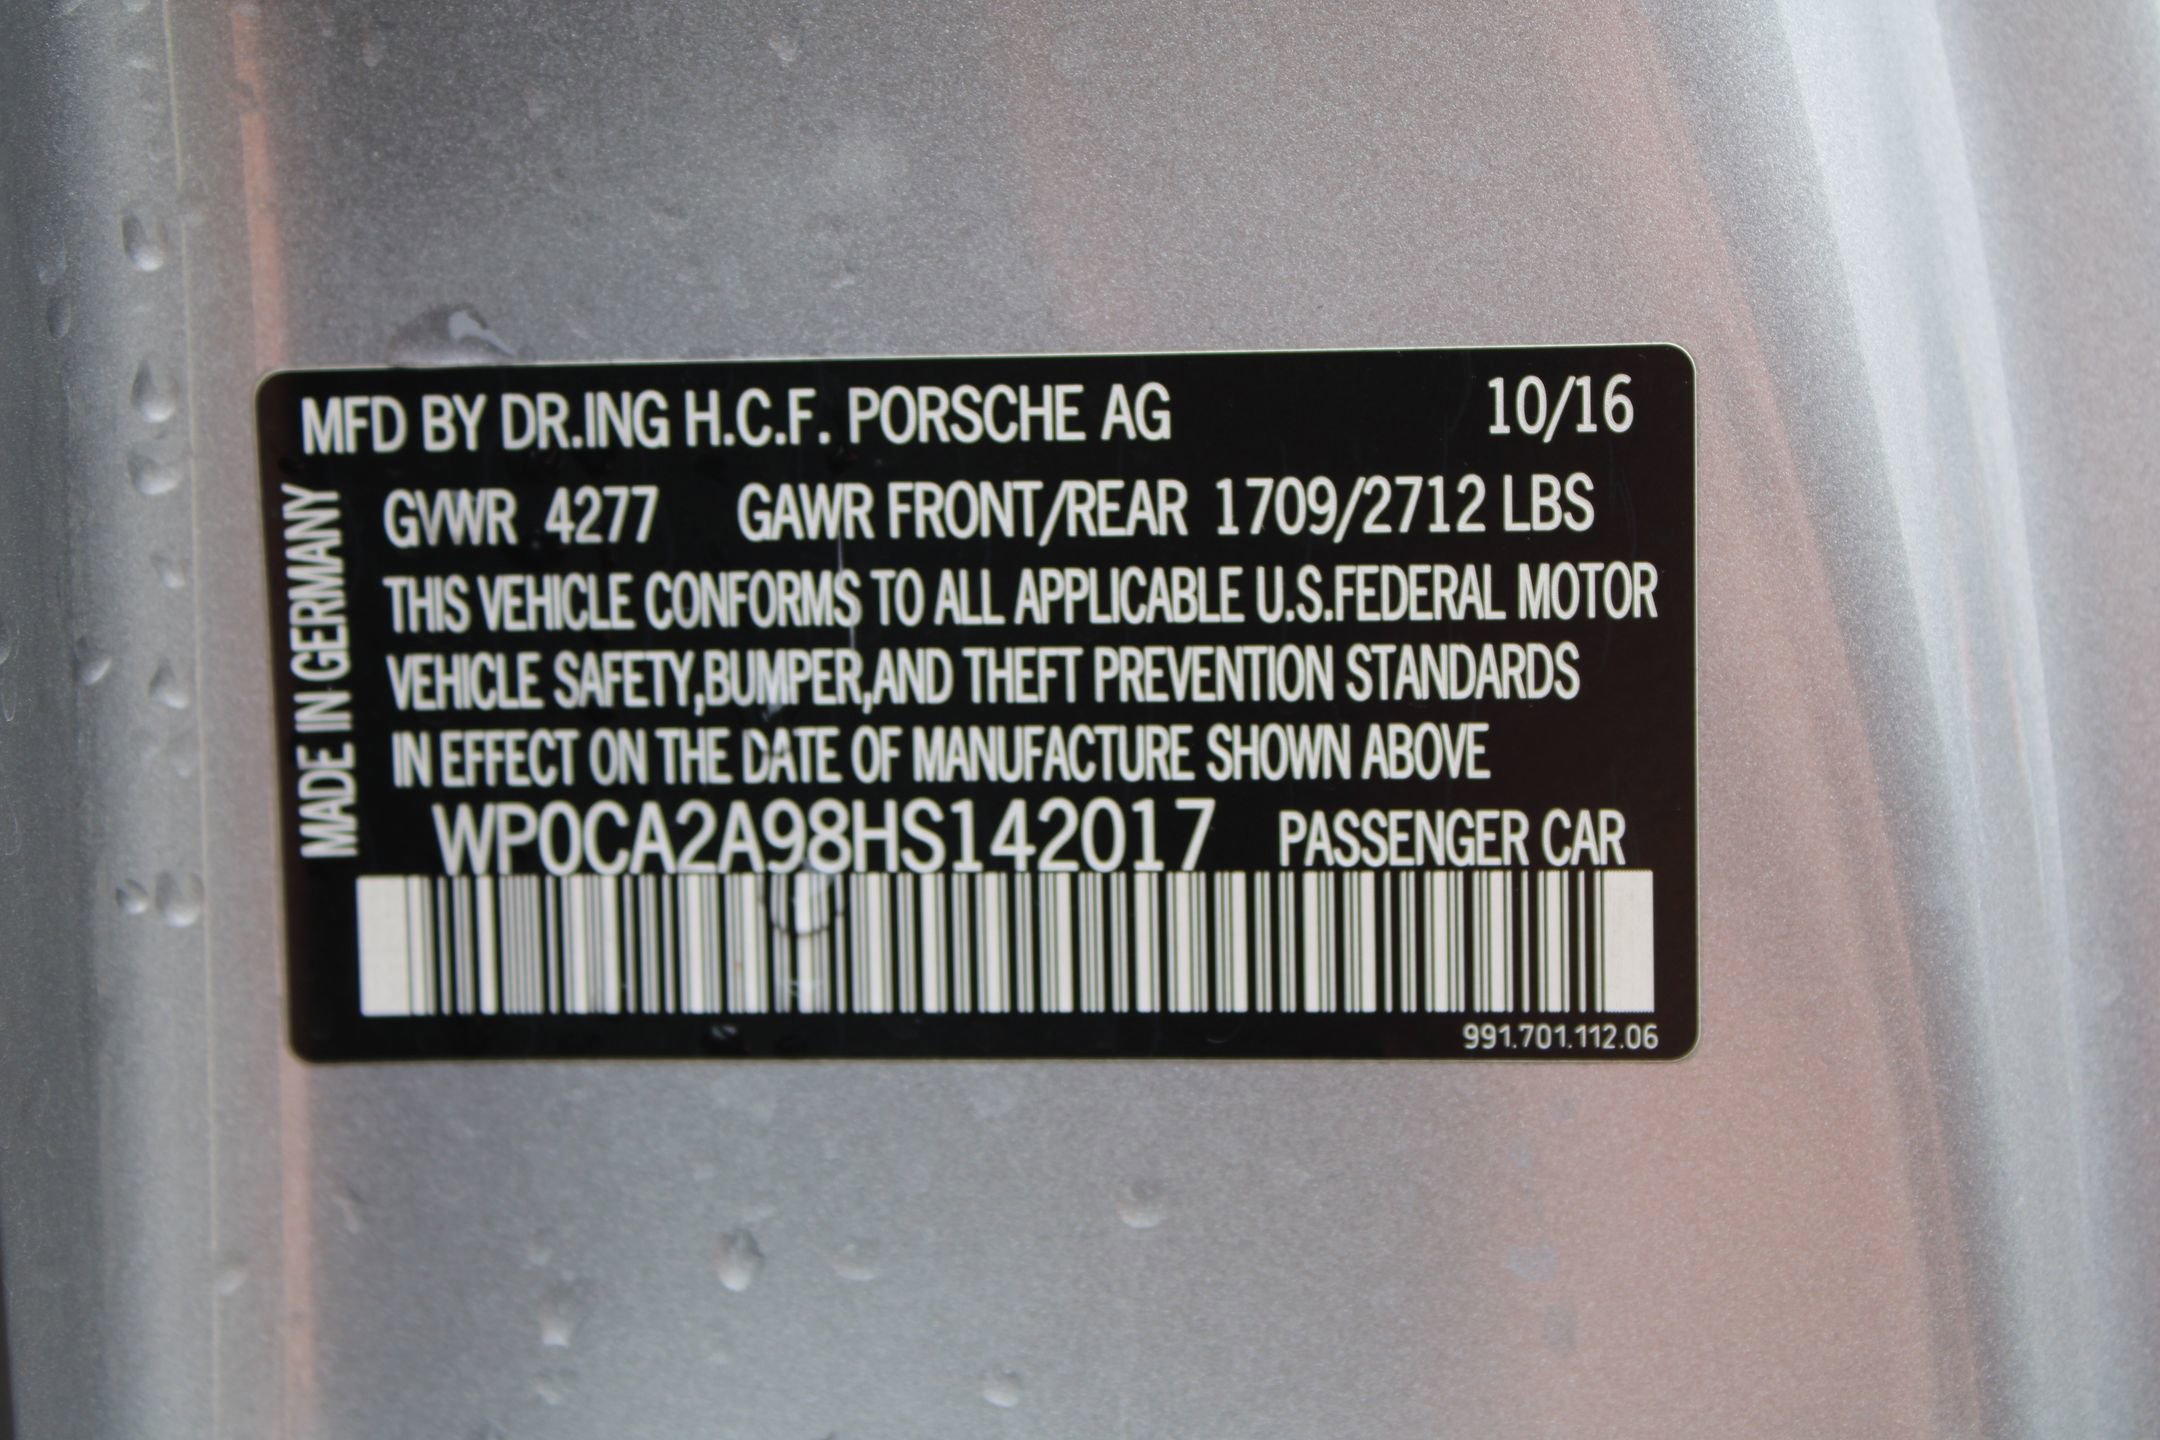 MFD BY DR.ING H.C.F. PORSCHE AG 10/16
GVWR 4277 GAWR FRONT/REAR 1709/2712 LBS
THIS VEHICLE CONFORMS TO ALL APPLICABLE U.S.FEDERAL MOTOR
VEHICLE SAFETY,BUMPER,AND THEFT PREVENTION STANDARDS
IN EFFECT ON THE DATE OF MANUFACTURE SHOWN ABOVE
WP0CA2A98HS142017 PASSENGER CAR
991.701.112.06
MADE IN GERMANY